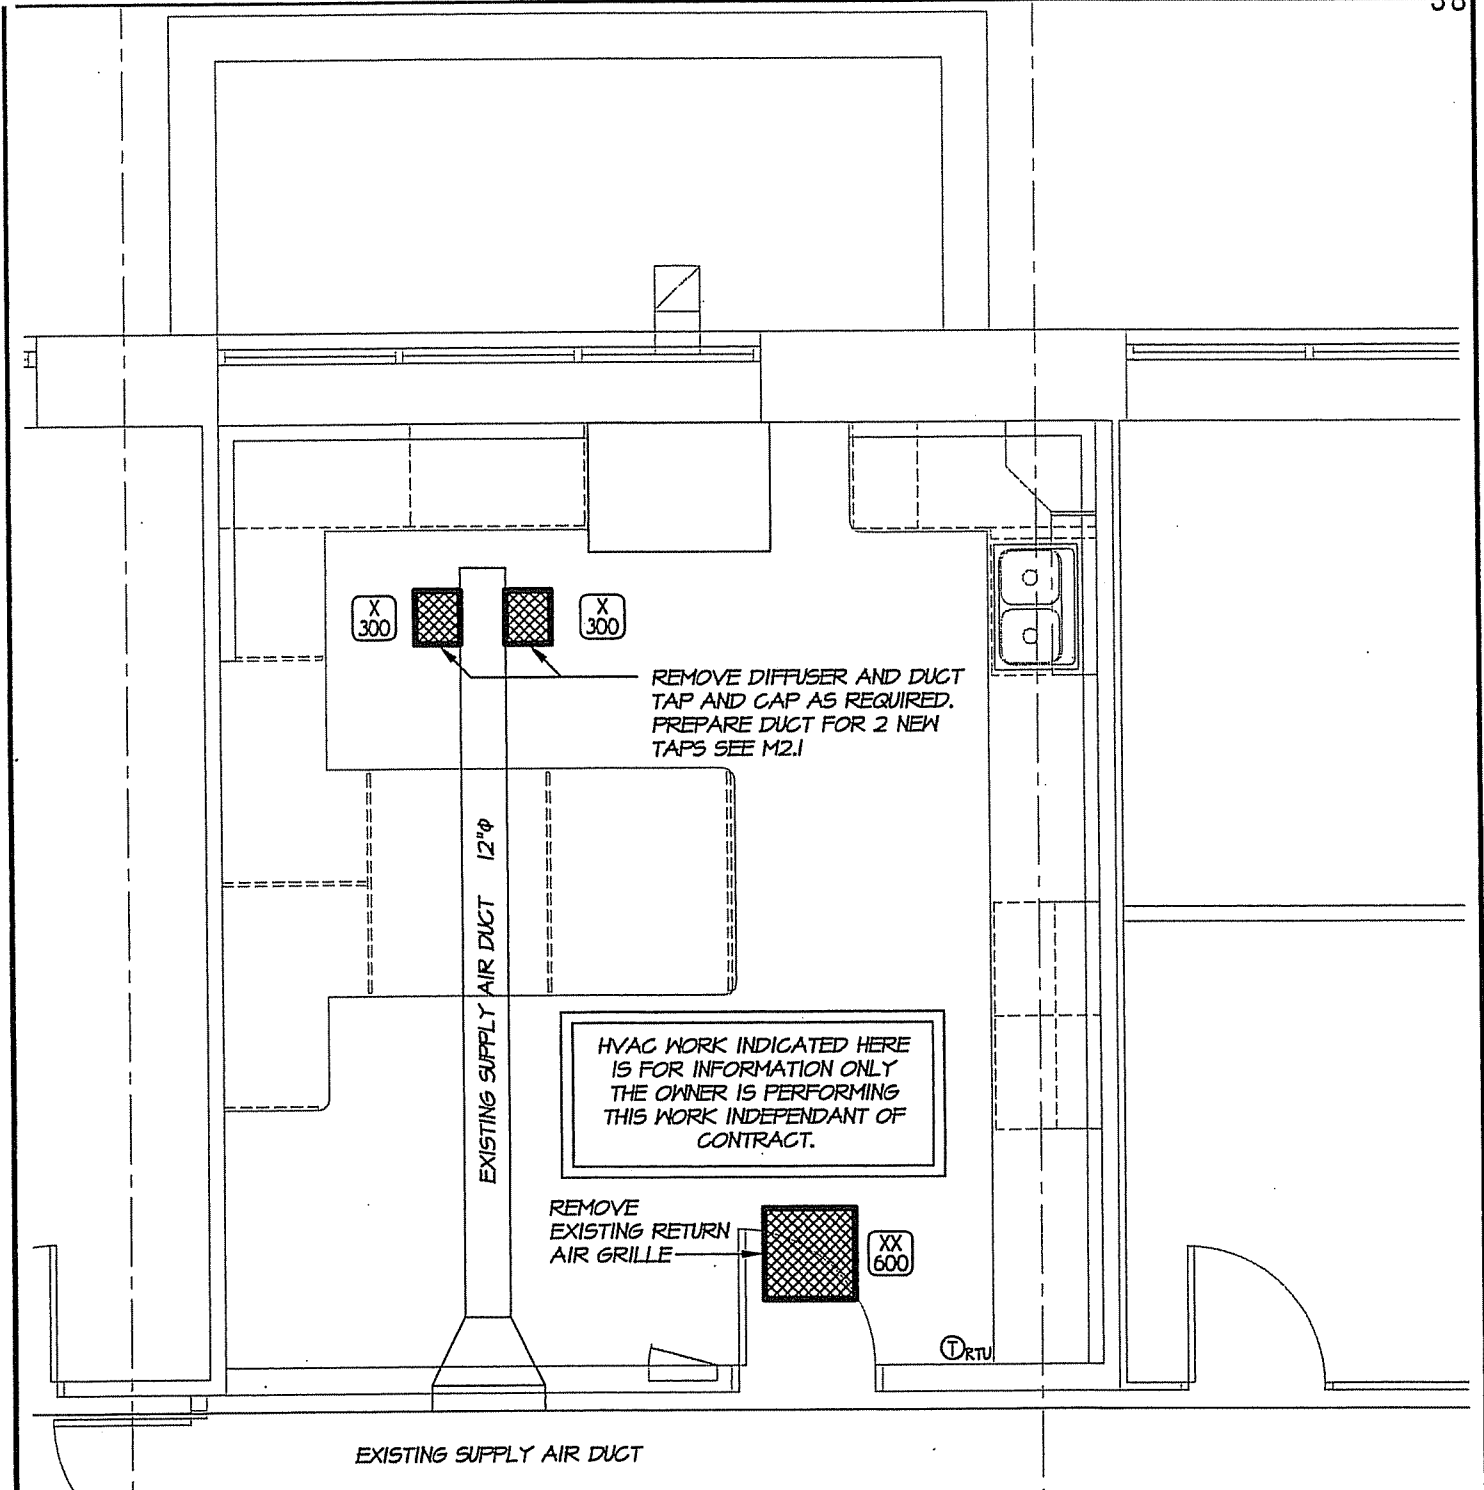 38
X
300
X
300
REMOVE DIFFUSER AND DUCT
TAP AND CAP AS REQUIRED.
PREPARE DUCT FOR 2 NEW
TAPS SEE M2.1
EXISTING SUPPLY AIR DUCT 12"Φ
HVAC WORK INDICATED HERE
IS FOR INFORMATION ONLY
THE OWNER IS PERFORMING
THIS WORK INDEPENDANT OF
CONTRACT.
REMOVE
EXISTING RETURN
AIR GRILLE
XX
600
T RTU
EXISTING SUPPLY AIR DUCT